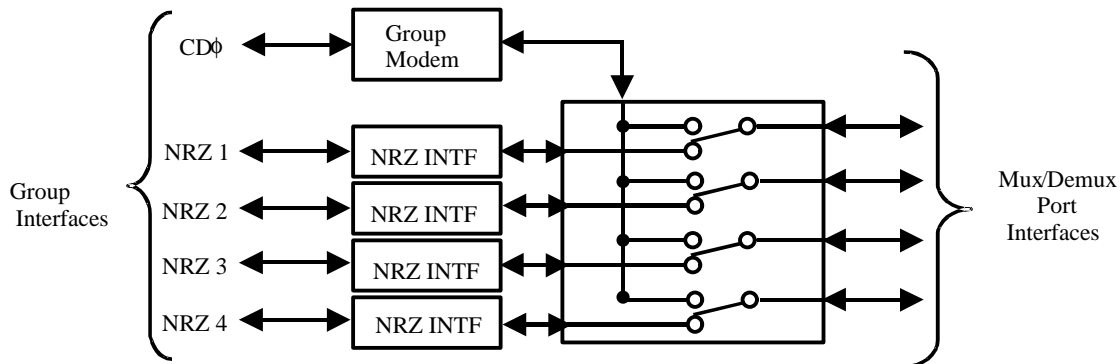 CDϕ
Group
Modem
NRZ 1
NRZ INTF
NRZ 2
NRZ INTF
NRZ 3
NRZ INTF
NRZ 4
NRZ INTF
Group
Interfaces
Mux/Demux
Port
Interfaces